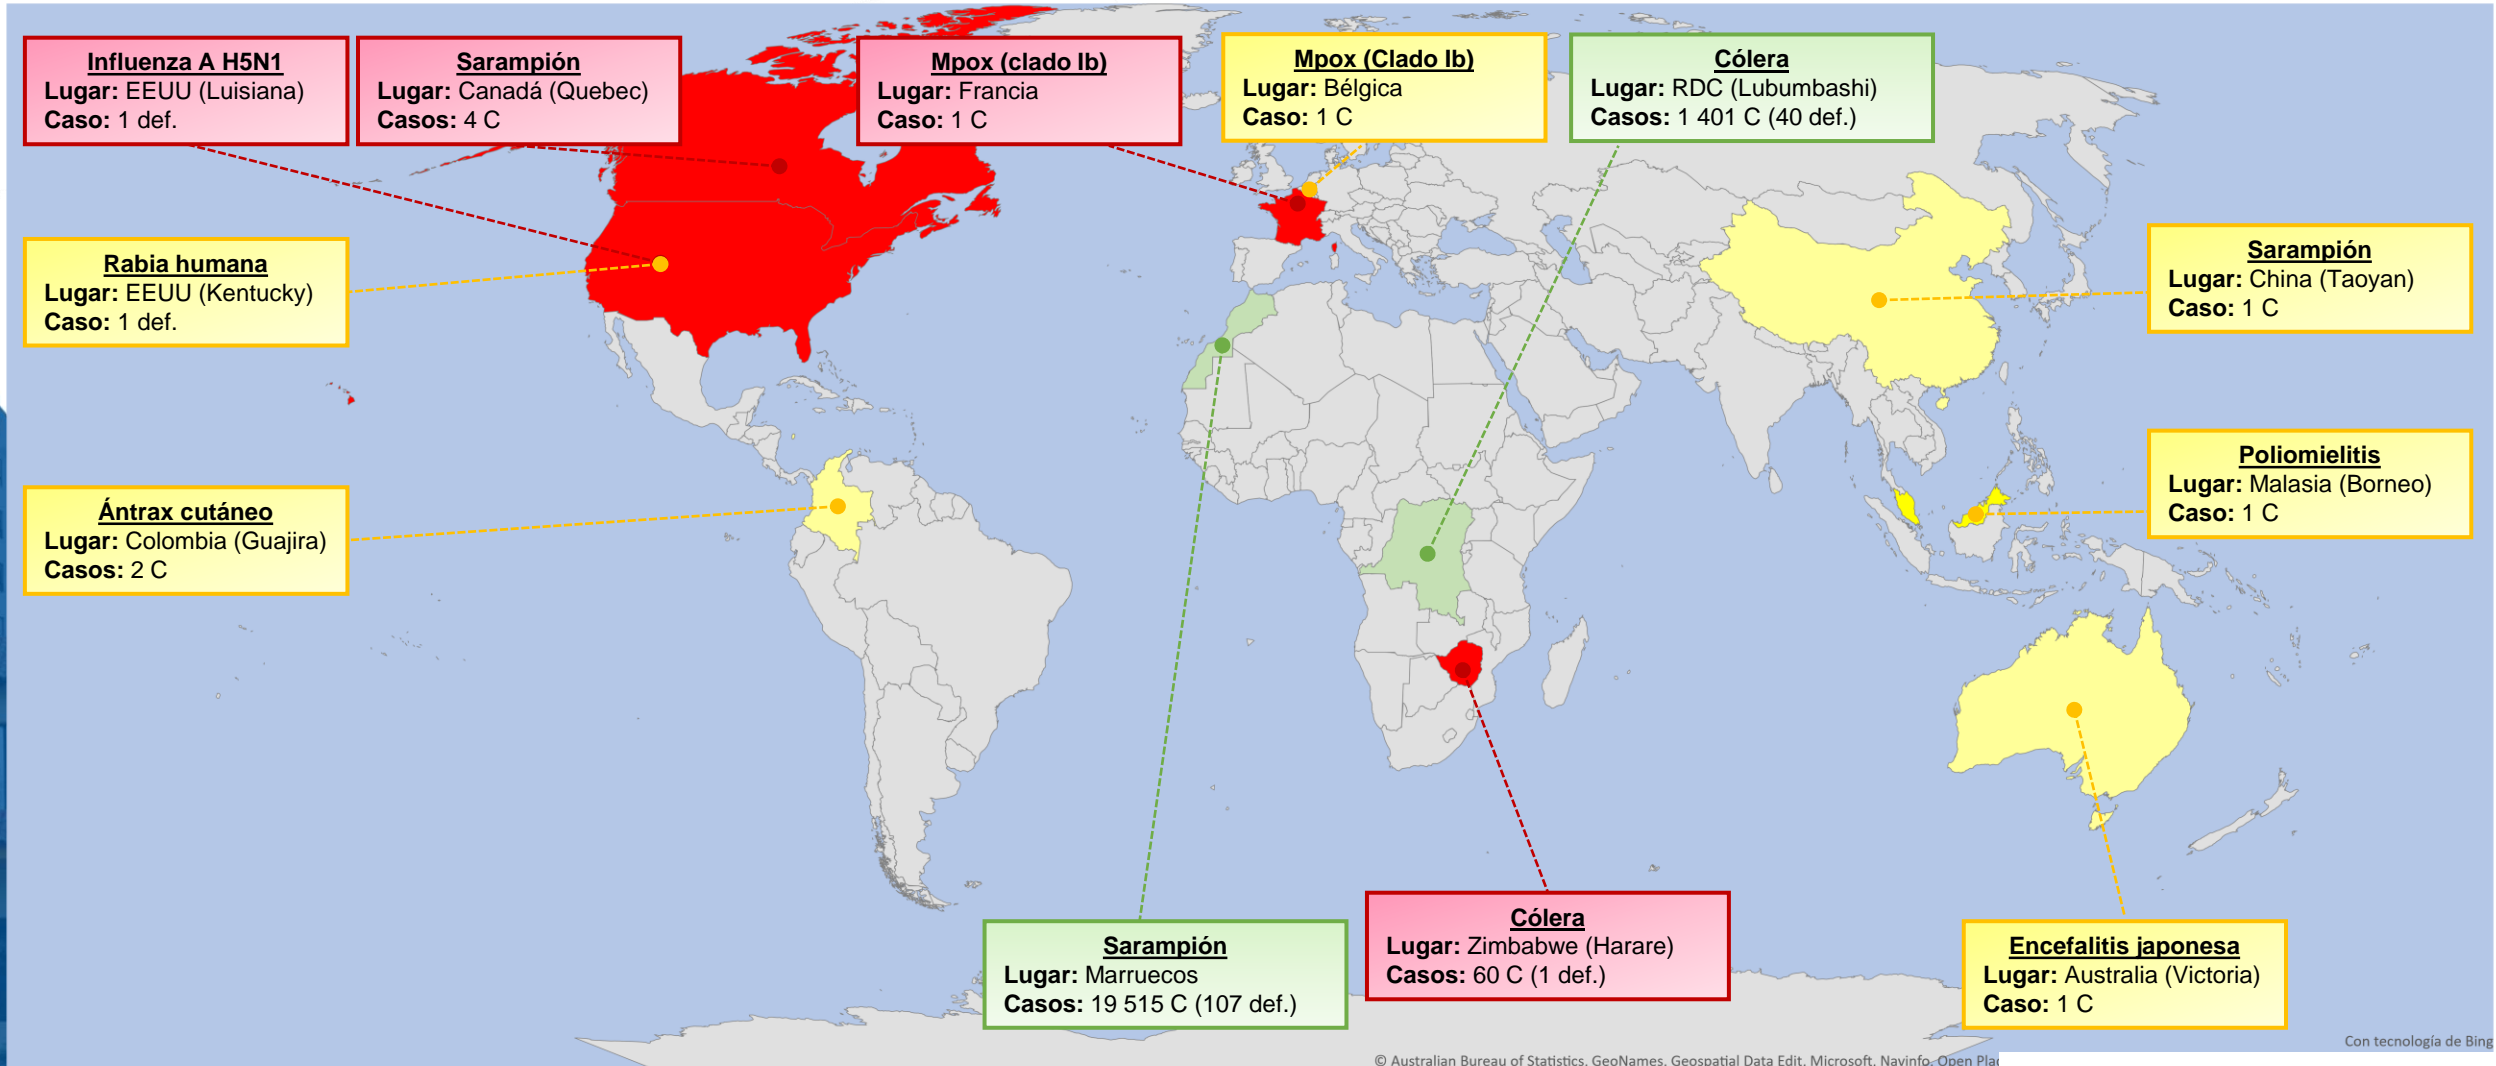 Influenza A H5N1
Lugar: EEUU (Luisiana)
Caso: 1 def.
Sarampión
Lugar: Canadá (Quebec)
Casos: 4 C
Mpox (clado Ib)
Lugar: Francia
Caso: 1 C
Mpox (Clado Ib)
Lugar: Bélgica
Caso: 1 C
Cólera
Lugar: RDC (Lubumbashi)
Casos: 1 401 C (40 def.)
Rabia humana
Lugar: EEUU (Kentucky)
Caso: 1 def.
Sarampión
Lugar: China (Taoyan)
Caso: 1 C
Ántrax cutáneo
Lugar: Colombia (Guajira)
Casos: 2 C
Poliomielitis
Lugar: Malasia (Borneo)
Caso: 1 C
Sarampión
Lugar: Marruecos
Casos: 19 515 C (107 def.)
Cólera
Lugar: Zimbabwe (Harare)
Casos: 60 C (1 def.)
Encefalitis japonesa
Lugar: Australia (Victoria)
Caso: 1 C
Con tecnología de Bing
© Australian Bureau of Statistics, GeoNames, Geospatial Data Edit, Microsoft, Navinfo, Open